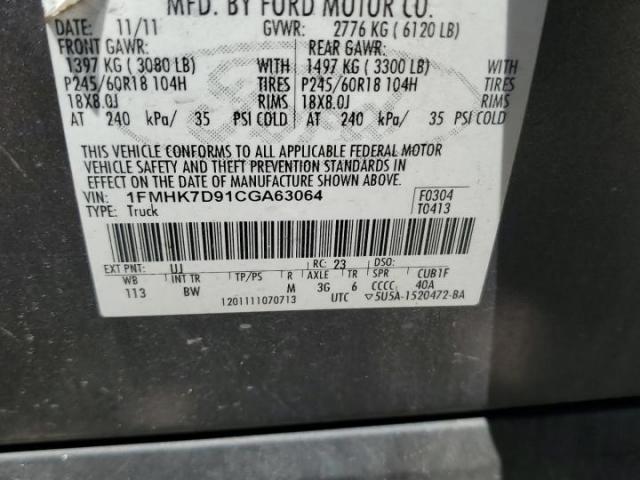 MFD. BY FORD MOTOR CO.
DATE: 11/11 GVWR: 2776 KG ( 6120 LB)
FRONT GAWR: REAR GAWR:
1397 KG ( 3080 LB) WITH 1497 KG ( 3300 LB) WITH
P245/60R18 104H TIRES P245/60R18 104H TIRES
18X8.0J RIMS 18X8.0J RIMS
AT 240 kPa/ 35 PSI COLD AT 240 kPa/ 35 PSI COLD
THIS VEHICLE CONFORMS TO ALL APPLICABLE FEDERAL MOTOR
VEHICLE SAFETY AND THEFT PREVENTION STANDARDS IN
EFFECT ON THE DATE OF MANUFACTURE SHOWN ABOVE.
VIN: 1FMHK7D91CGA63064 F0304
TYPE: Truck T0413
EXT PNT: UJ RC: 23 DSO:
WB INT TR TP/PS R AXLE TR SPR CUB1F
113 BW M 3G 6 CCCC 40A
1201111070713 UTC ▽5U5A-1520472-BA
Ford